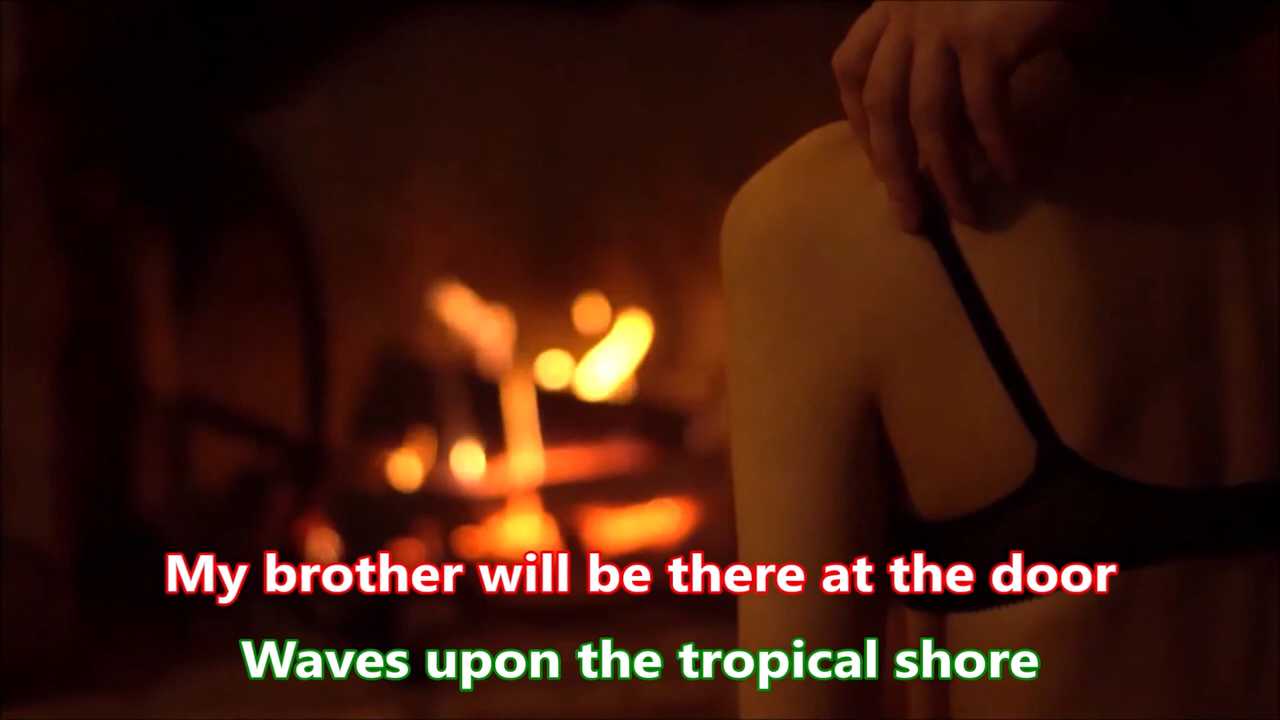 My brother will be there at the door
Waves upon the tropical shore